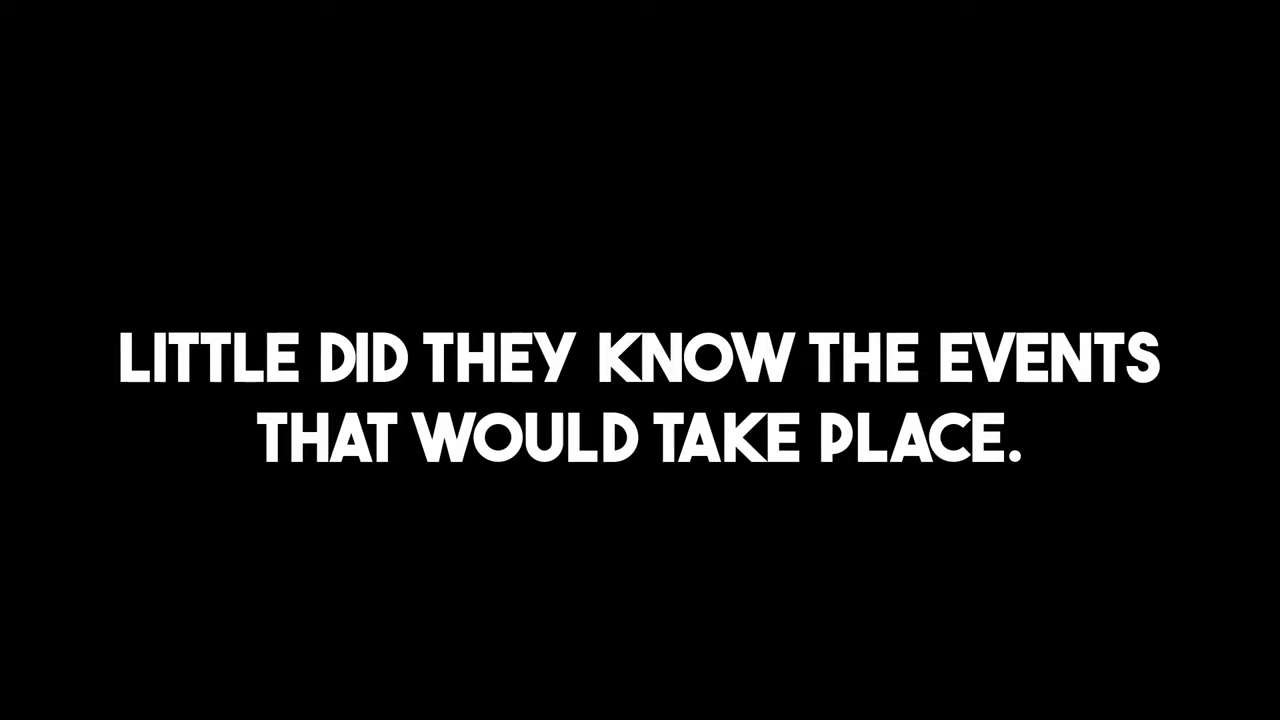 LITTLE DID THEY KNOW THE EVENTS
THAT WOULD TAKE PLACE.